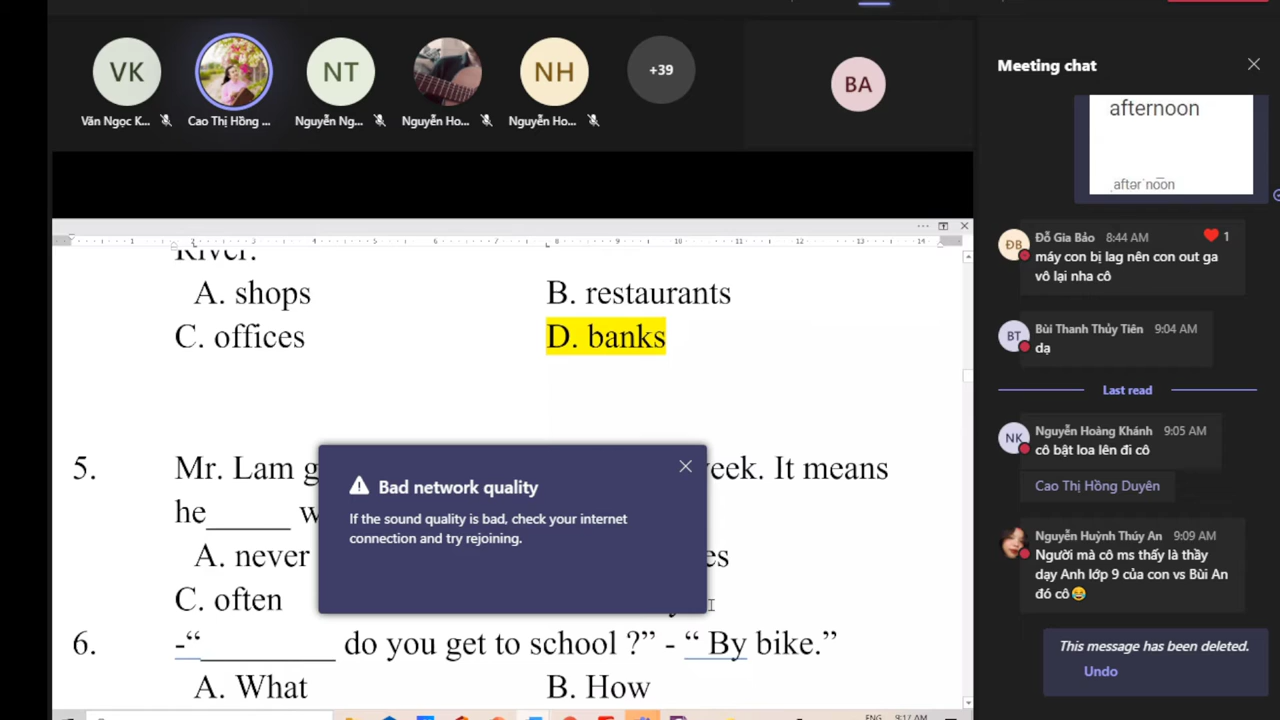 VK
NT
NH
+39
BA
Văn Ngọc K...
Cao Thị Hồng ...
Nguyễn Ng...
Nguyễn Ho...
Nguyễn Ho...
River.
A. shops
B. restaurants
C. offices
D. banks
5.
Mr. Lam g
eek. It means
he______ w
A. never
es
C. often
6.
-“_________ do you get to school ?” - “ By bike.”
A. What
B. How
Bad network quality
If the sound quality is bad, check your internet
connection and try rejoining.
Meeting chat
afternoon
ˌaftərˈno͞on
ĐB
Đỗ Gia Bảo 8:44 AM
1
máy con bị lag nên con out ga
vô lại nha cô
BT
Bùi Thanh Thủy Tiên 9:04 AM
dạ
Last read
NK
Nguyễn Hoàng Khánh 9:05 AM
cô bật loa lên đi cô
Cao Thị Hồng Duyên
Nguyễn Huỳnh Thúy An 9:09 AM
Người mà cô ms thấy là thầy
dạy Anh lớp 9 của con vs Bùi An
đó cô😂
This message has been deleted.
Undo
ENG
9:17 AM